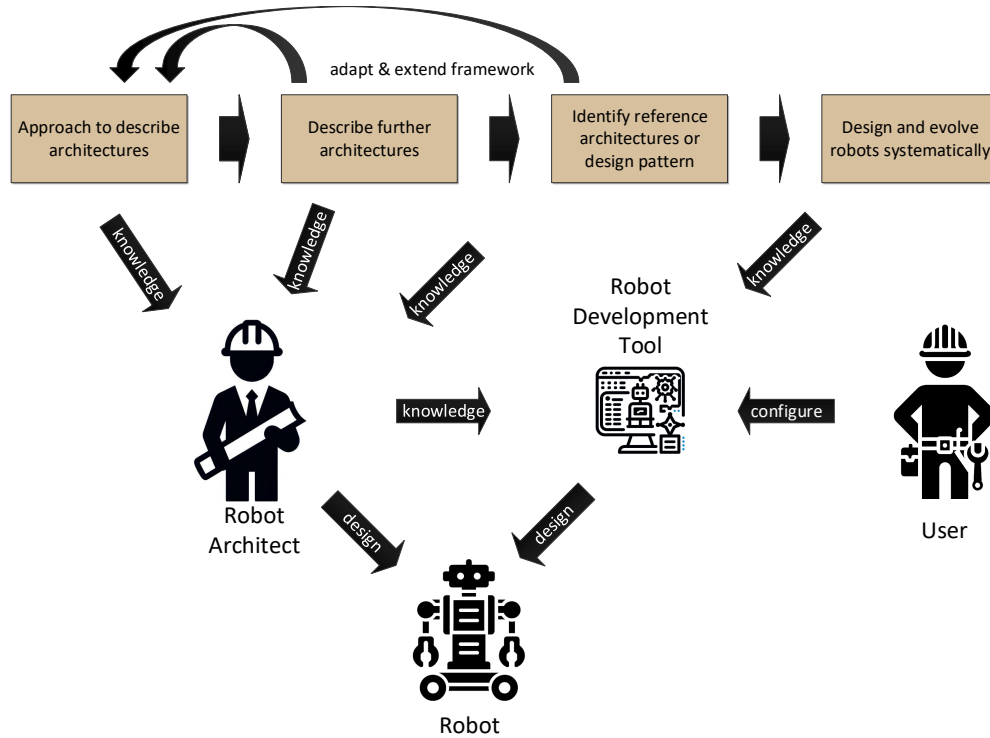 adapt & extend framework
Approach to describe
architectures
Describe further
architectures
Identify reference
architectures or
design pattern
Design and evolve
robots systematically
knowledge
knowledge
knowledge
knowledge
Robot
Development
Tool
knowledge
configure
Robot
Architect
design
design
User
Robot